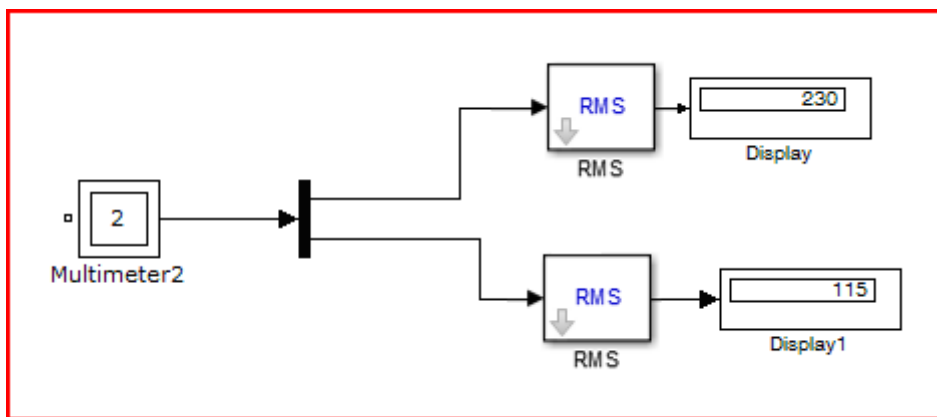 RMS
230
RMS
Display
2
Multimeter2
RMS
115
RMS
Display1